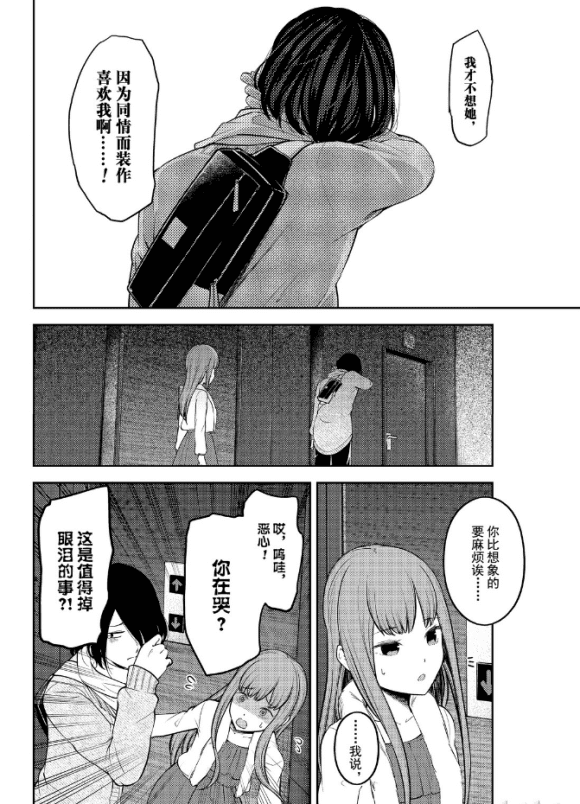 我才不想她，
因为同情而装作
喜欢我啊……！
你比想象的
要麻烦诶……
……我说，
哎，呜哇，
恶心！
你在哭？
这是值得掉
眼泪的事?!